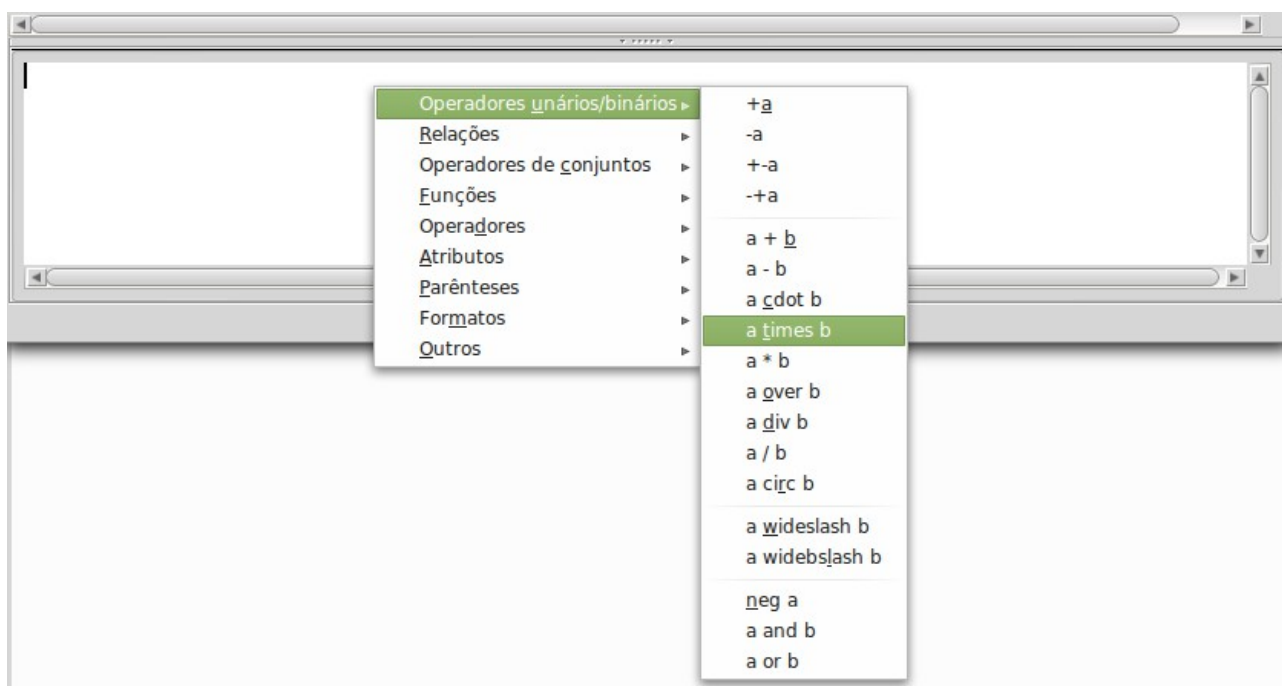 Operadores unários/binários
Relações
Operadores de conjuntos
Funções
Operadores
Atributos
Parênteses
Formatos
Outros
+a
-a
+-a
-+a
a + b
a - b
a cdot b
a times b
a * b
a over b
a div b
a / b
a circ b
a wideslash b
a widebslash b
neg a
a and b
a or b